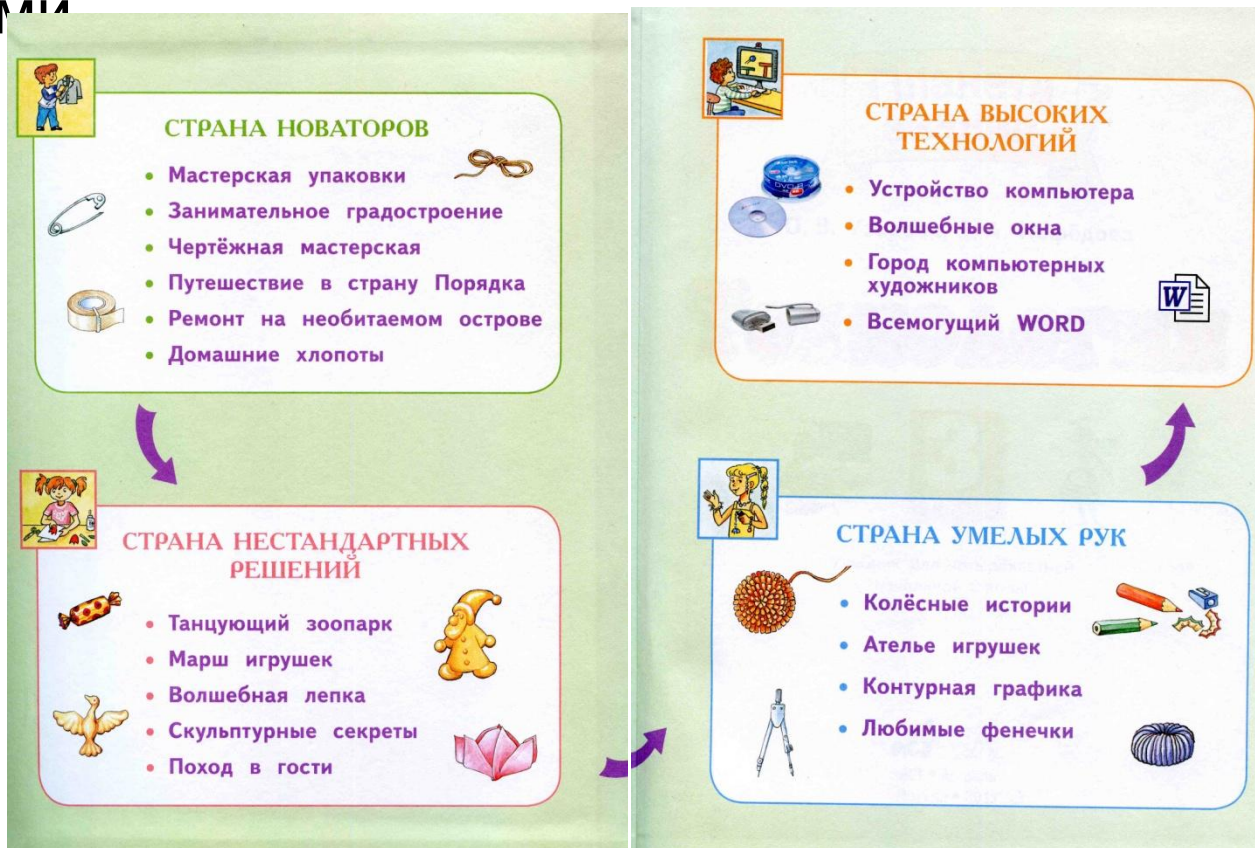 ми
СТРАНА НОВАТОРОВ
• Мастерская упаковки
• Занимательное градостроение
• Чертёжная мастерская
• Путешествие в страну Порядка
• Ремонт на необитаемом острове
• Домашние хлопоты
СТРАНА НЕСТАНДАРТНЫХ
РЕШЕНИЙ
• Танцующий зоопарк
• Марш игрушек
• Волшебная лепка
• Скульптурные секреты
• Поход в гости
СТРАНА УМЕЛЫХ РУК
• Колёсные истории
• Ателье игрушек
• Контурная графика
• Любимые фенечки
СТРАНА ВЫСОКИХ
ТЕХНОЛОГИЙ
• Устройство компьютера
• Волшебные окна
• Город компьютерных
художников
• Всемогущий WORD
W